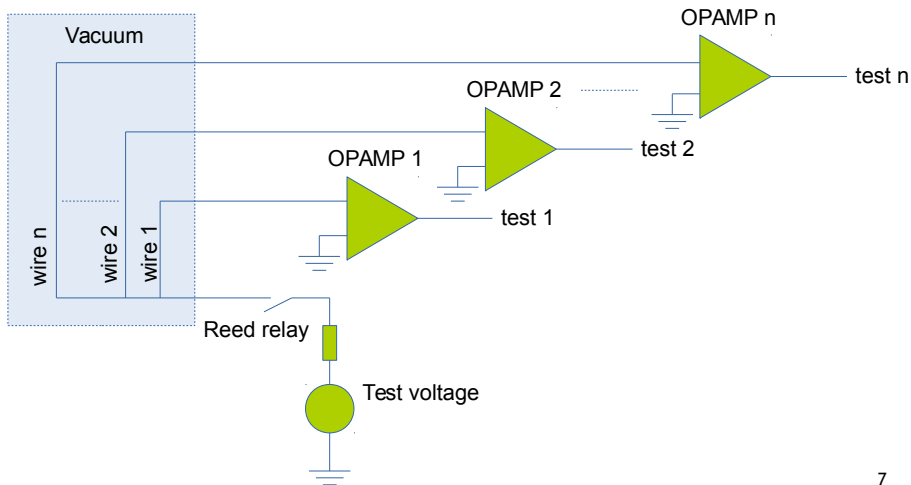 OPAMP n
Vacuum
test n
OPAMP 2
test 2
OPAMP 1
test 1
wire n
wire 2
wire 1
Reed relay
Test voltage
7